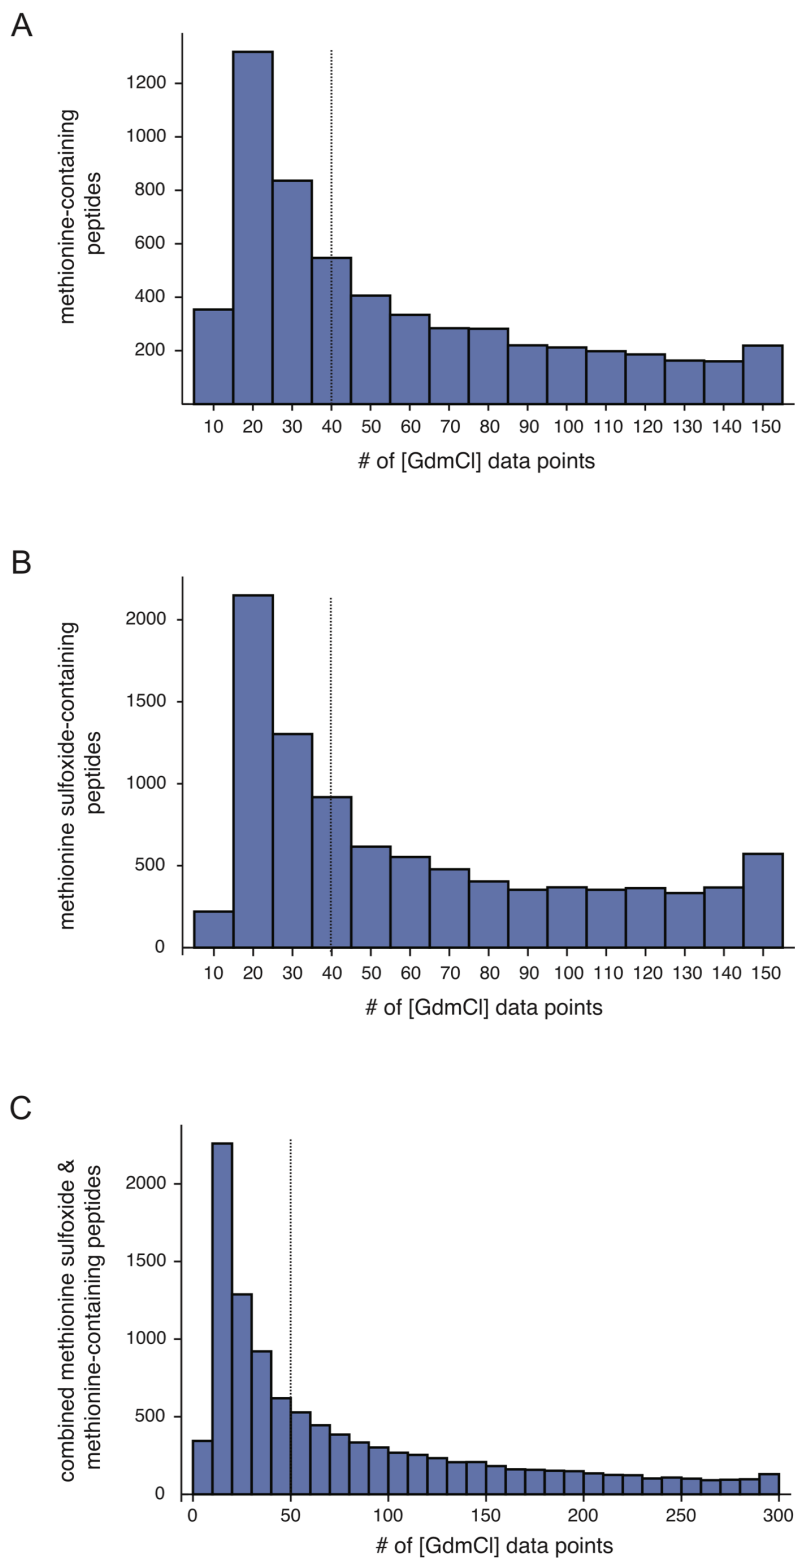 A
methionine-containing
peptides
1200
1000
800
600
400
200
10 20 30 40 50 60 70 80 90 100 110 120 130 140 150
# of [GdmCl] data points
B
methionine sulfoxide-containing
peptides
2000
1500
1000
500
0
10 20 30 40 50 60 70 80 90 100 110 120 130 140 150
# of [GdmCl] data points
C
combined methionine sulfoxide &
methionine-containing peptides
2000
1500
1000
500
0
0 50 100 150 200 250 300
# of [GdmCl] data points